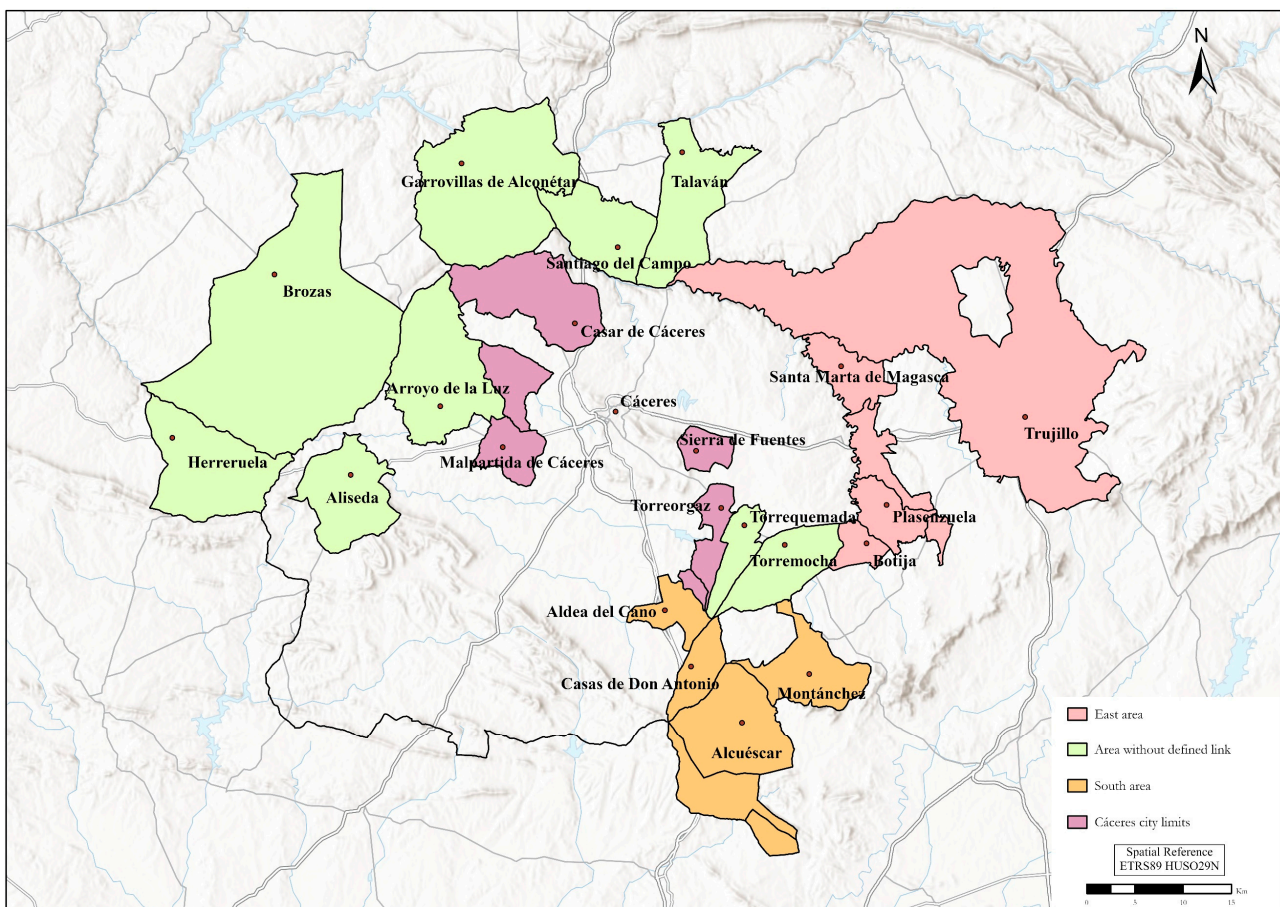 N
Garrovillas de Alconétar
Talaván
Santiago del Campo
Brozas
Casar de Cáceres
Santa Marta de Magasca
Arroyo de la Luz
Cáceres
Trujillo
Sierra de Fuentes
Malpartida de Cáceres
Herreruela
Aliseda
Torreorgaz
Torrequemada
Plasenzuela
Torremocha
Botija
Aldea del Cano
Casas de Don Antonio
Montánchez
Alcuéscar
East area
Area without defined link
South area
Cáceres city limits
Spatial Reference
ETRS89 HUSO29N
Km
0 5 10 15